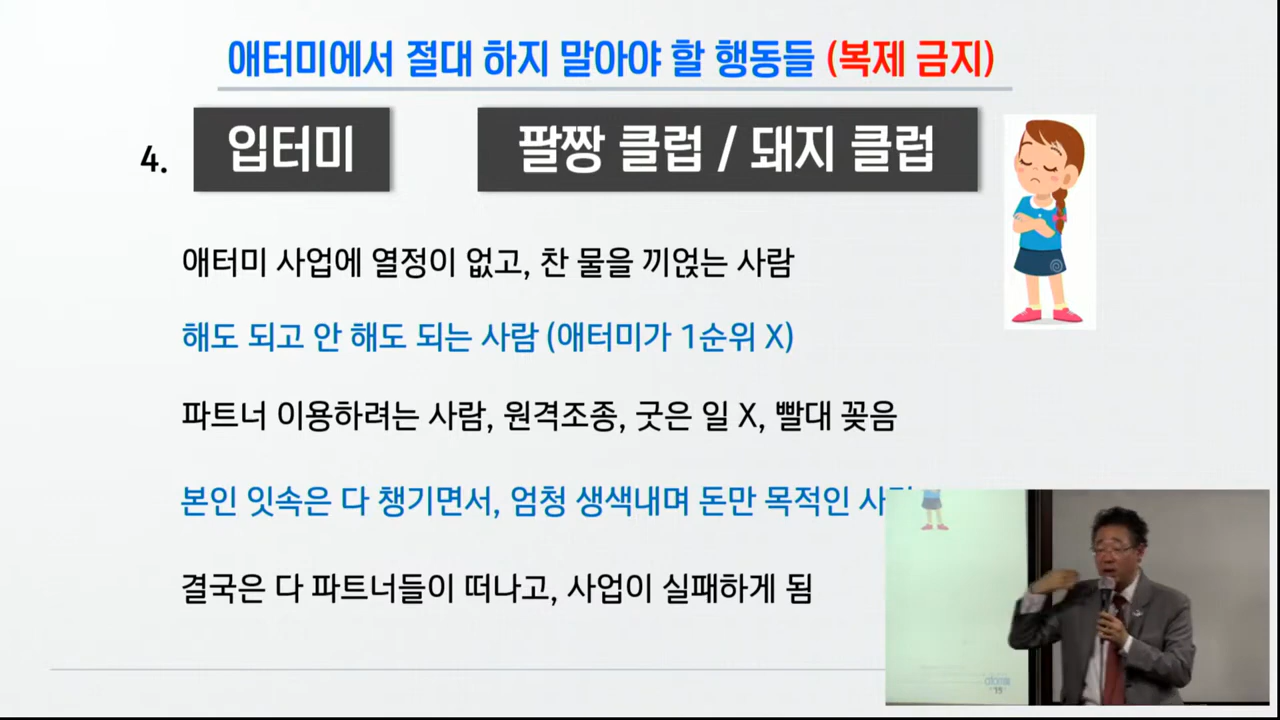 애터미에서 절대 하지 말아야 할 행동들 (복제 금지)
4. 입터미 팔짱 클럽 / 돼지 클럽
애터미 사업에 열정이 없고, 찬 물을 끼얹는 사람
해도 되고 안 해도 되는 사람 (애터미가 1순위 X)
파트너 이용하려는 사람, 원격조종, 굿은 일 X, 빨대 꽂음
본인 잇속은 다 챙기면서, 엄청 생색내며 돈만 목적인
결국은 다 파트너들이 떠나고, 사업이 실패하게 됨
15